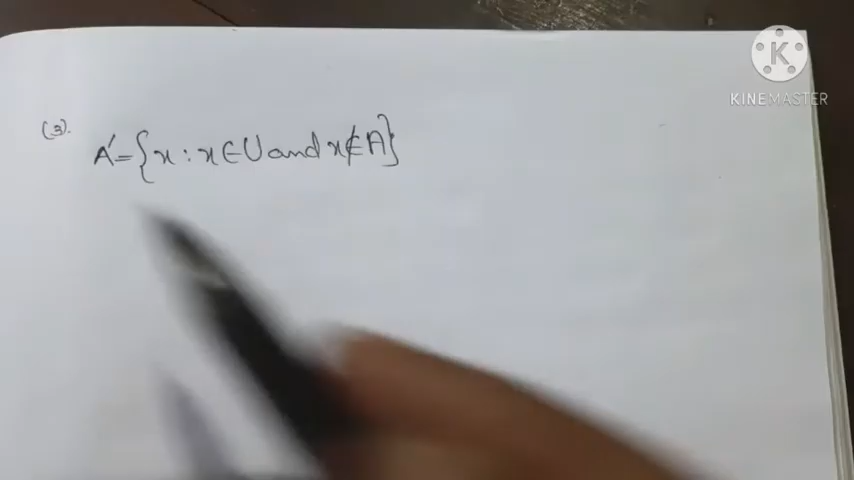 KINEMASTER
(3).
A'={x : x∈U and x∉A}